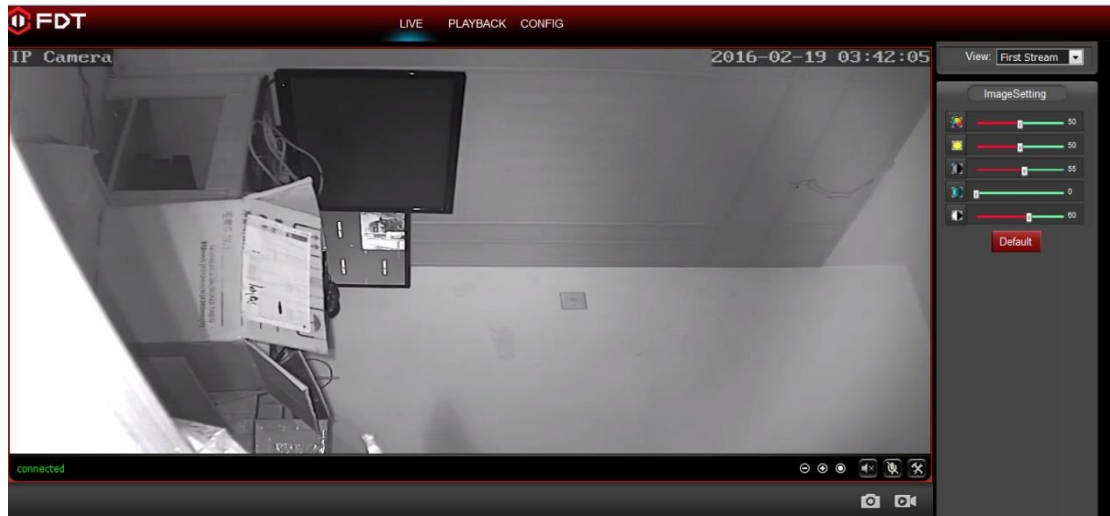 FDT
LIVE PLAYBACK CONFIG
IP Camera 2016-02-19 03:42:05
View: First Stream
ImageSetting
50
50
55
0
60
Default
connected